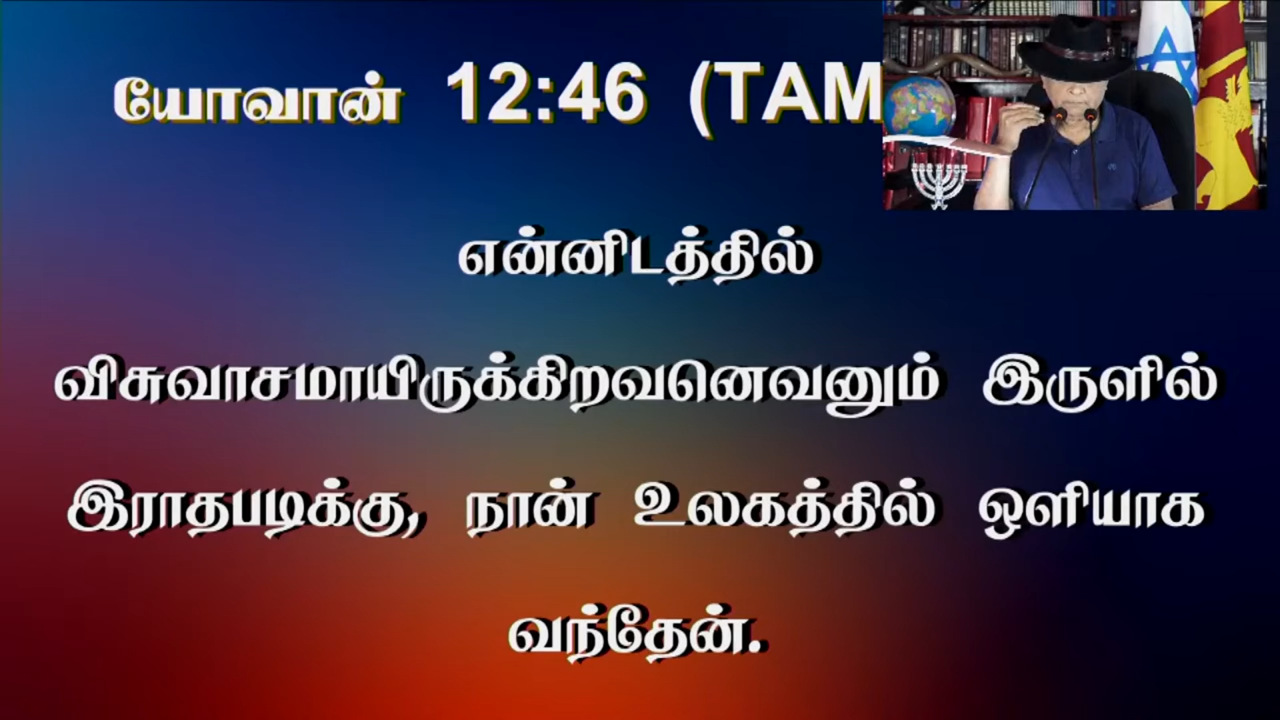 யோவான் 12:46 (TAM
என்னிடத்தில்
விசுவாசமாயிருக்கிறவனெவனும் இருளில்
இராதபடிக்கு, நான் உலகத்தில் ஒளியாக
வந்தேன்.